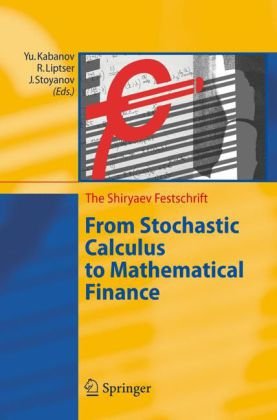 Yu. Kabanov
R. Liptser
J. Stoyanov
(Eds.)
The Shiryaev Festschrift
From Stochastic
Calculus
to Mathematical
Finance
Springer